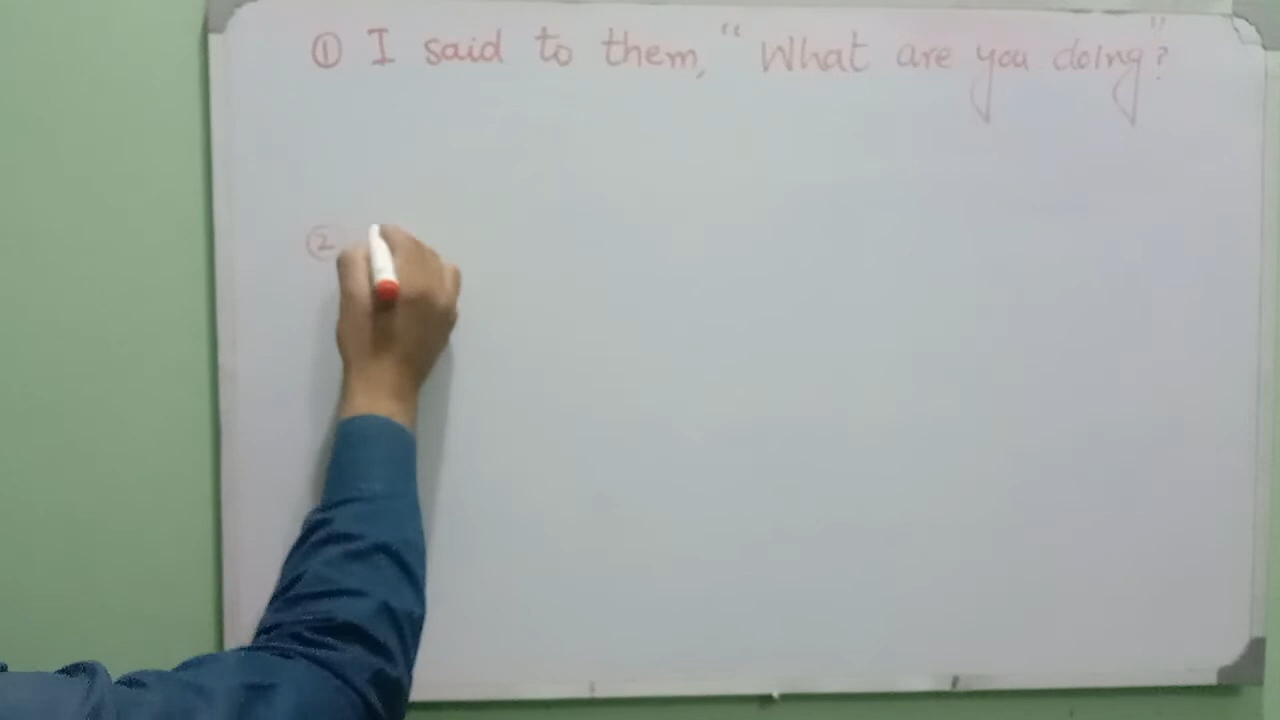 ① I said to them, "What are you doing"?
②